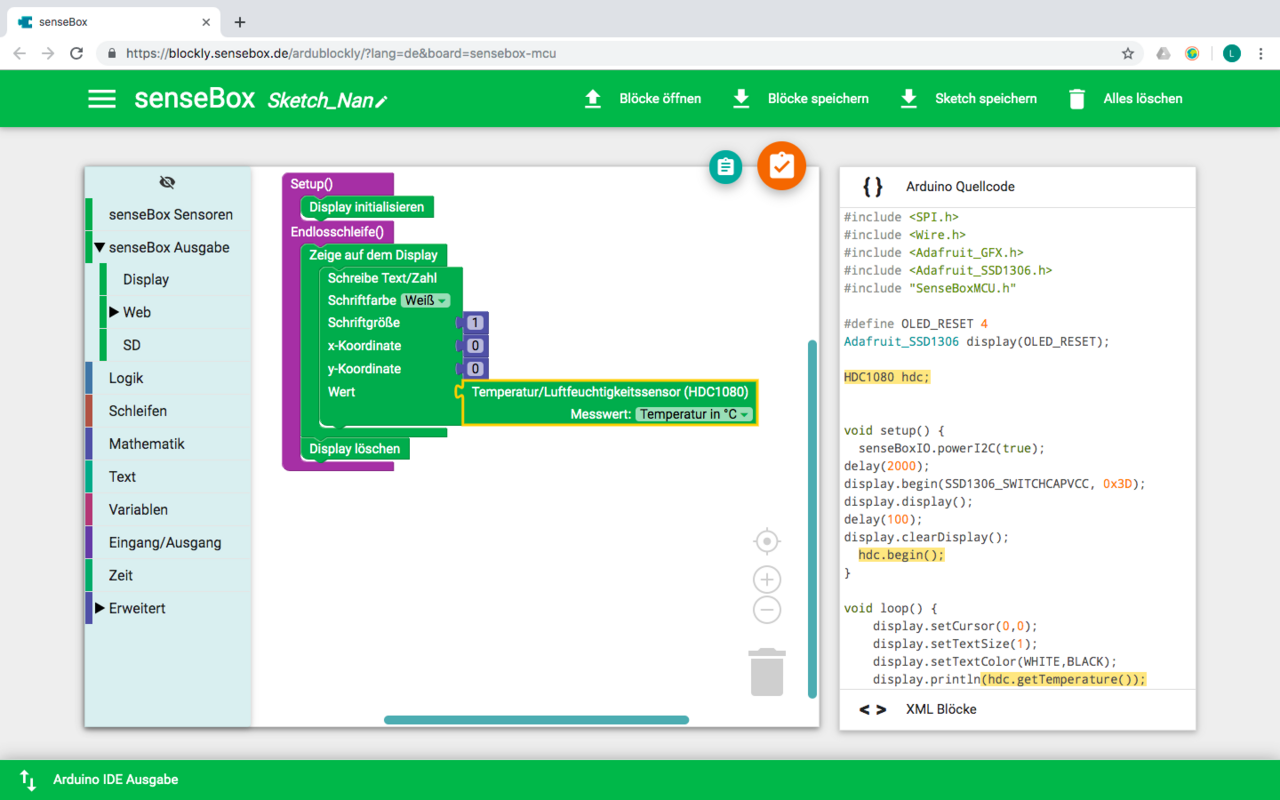 senseBox
https://blockly.sensebox.de/ardublockly/?lang=de&board=sensebox-mcu
L
senseBox Sketch_Nan
Blöcke öffnen
Blöcke speichern
Sketch speichern
Alles löschen
senseBox Sensoren
senseBox Ausgabe
Display
Web
SD
Logik
Schleifen
Mathematik
Text
Variablen
Eingang/Ausgang
Zeit
Erweitert
Setup()
Display initialisieren
Endlosschleife()
Zeige auf dem Display
Schreibe Text/Zahl
Schriftfarbe Weiß
Schriftgröße 1
x-Koordinate 0
y-Koordinate 0
Wert Temperatur/Luftfeuchtigkeitssensor (HDC1080)
Messwert: Temperatur in °C
Display löschen
{} Arduino Quellcode
#include <SPI.h>
#include <Wire.h>
#include <Adafruit_GFX.h>
#include <Adafruit_SSD1306.h>
#include "SenseBoxMCU.h"
#define OLED_RESET 4
Adafruit_SSD1306 display(OLED_RESET);
HDC1080 hdc;
void setup() {
senseBoxIO.powerI2C(true);
delay(2000);
display.begin(SSD1306_SWITCHCAPVCC, 0x3D);
display.display();
delay(100);
display.clearDisplay();
hdc.begin();
}
void loop() {
display.setCursor(0,0);
display.setTextSize(1);
display.setTextColor(WHITE,BLACK);
display.println(hdc.getTemperature());
< > XML Blöcke
Arduino IDE Ausgabe